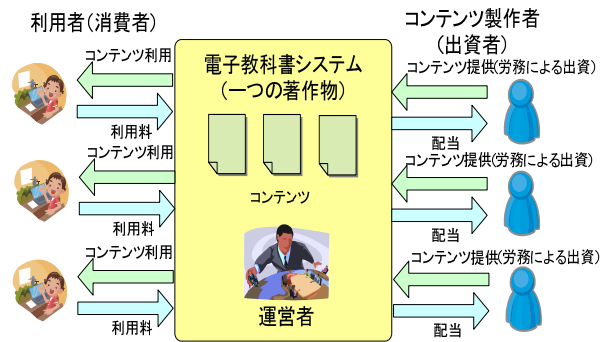 利用者（消費者）
コンテンツ利用
利用料
コンテンツ利用
利用料
コンテンツ利用
利用料
電子教科書システム
（一つの著作物）
コンテンツ
運営者
コンテンツ製作者
（出資者）
コンテンツ提供（労務による出資）
配当
コンテンツ提供（労務による出資）
配当
コンテンツ提供（労務による出資）
配当